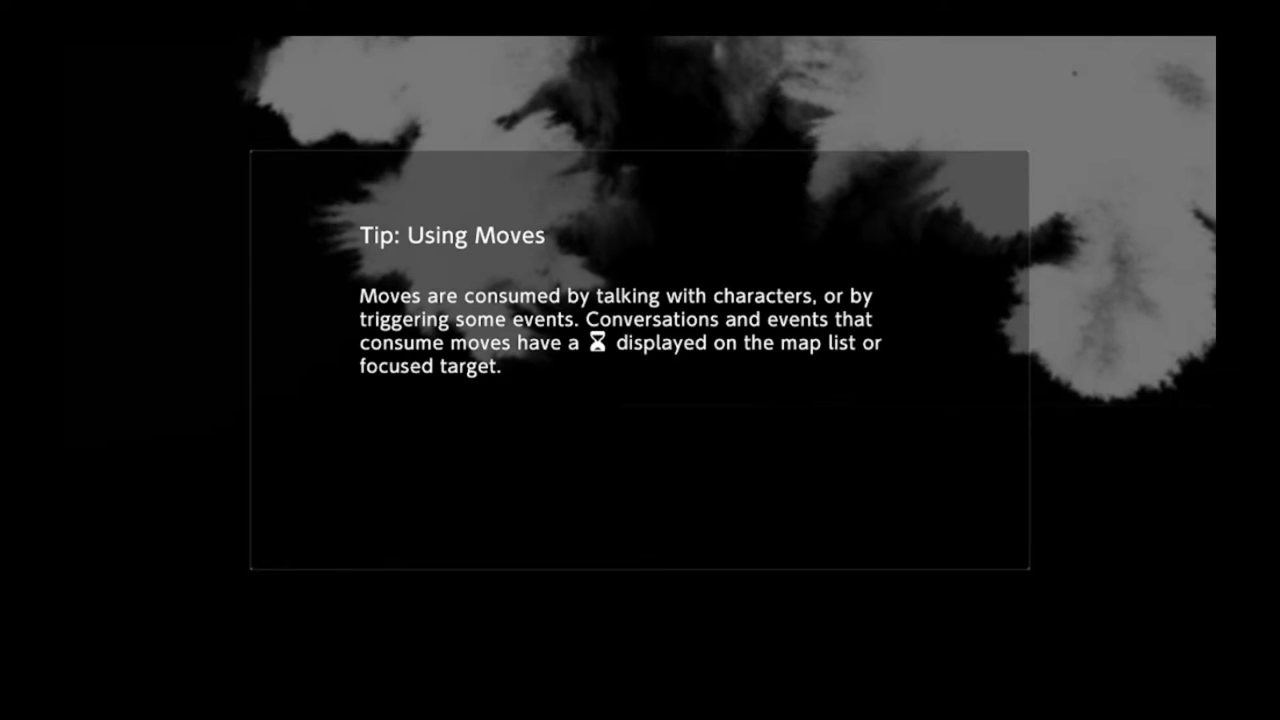 Tip: Using Moves
Moves are consumed by talking with characters, or by
triggering some events. Conversations and events that
consume moves have a ⌛ displayed on the map list or
focused target.